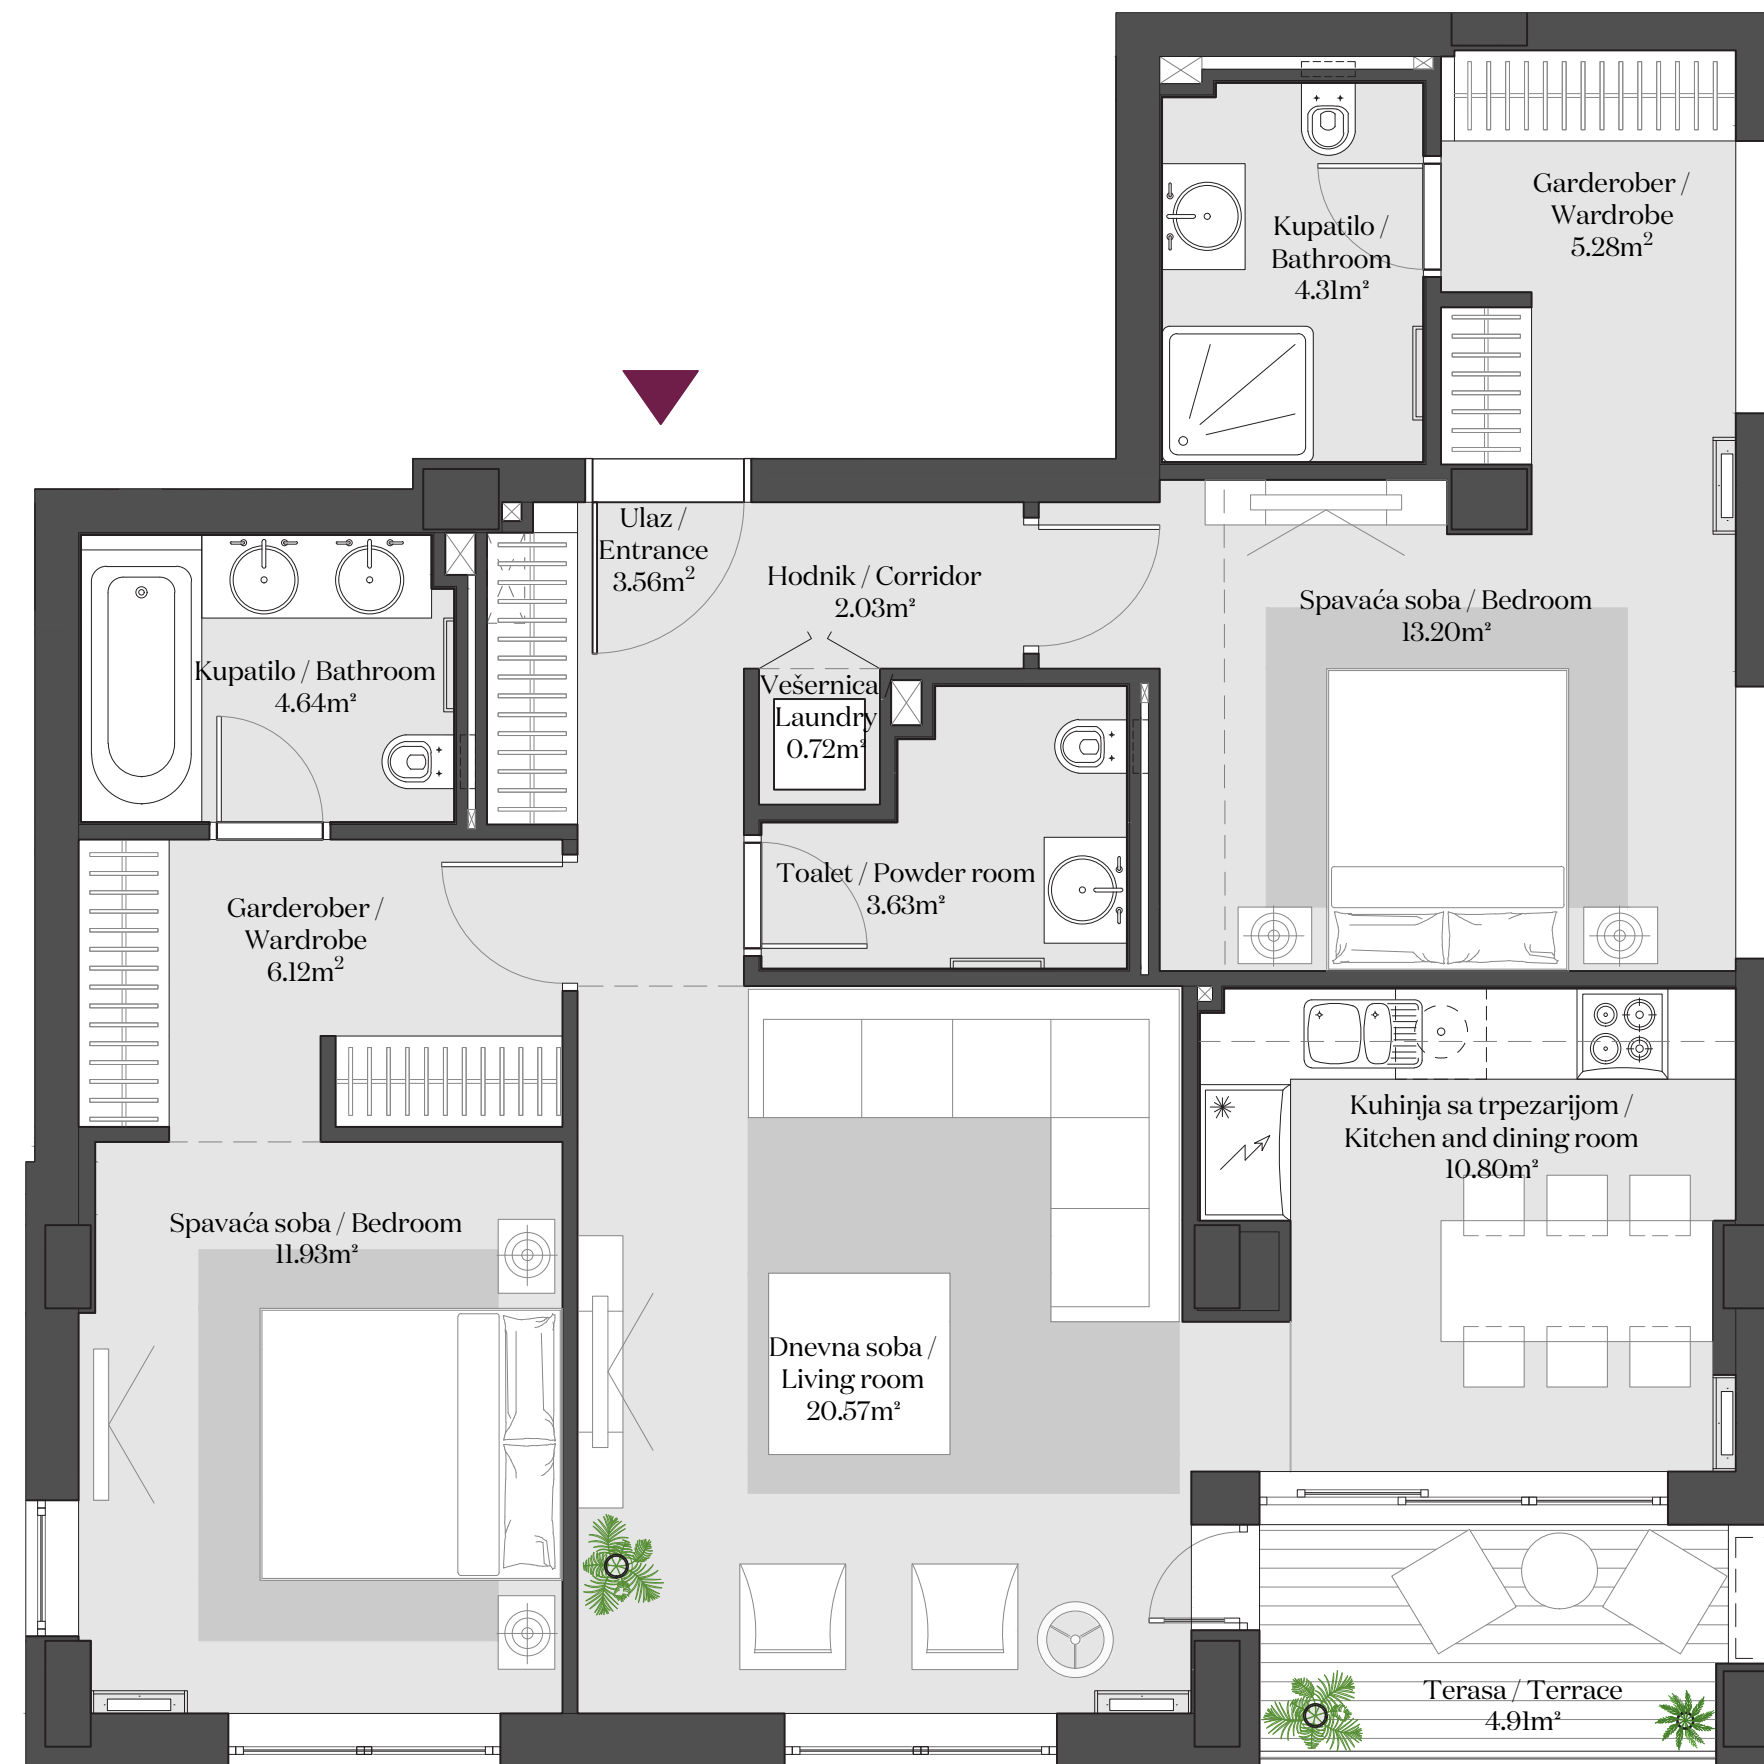 Garderober /
Wardrobe
5.28m²
Kupatilo /
Bathroom
4.31m²
Ulaz /
Entrance
3.56m²
Hodnik / Corridor
2.03m²
Spavaća soba / Bedroom
13.20m²
Kupatilo / Bathroom
4.64m²
Vešernica /
Laundry
0.72m²
Toalet / Powder room
3.63m²
Garderober /
Wardrobe
6.12m²
Kuhinja sa trpezarijom /
Kitchen and dining room
10.80m²
Spavaća soba / Bedroom
11.93m²
Dnevna soba /
Living room
20.57m²
Terasa / Terrace
4.91m²